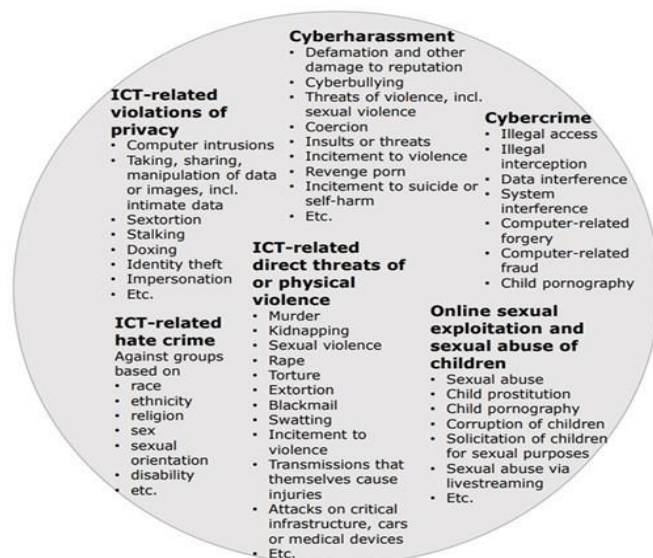 Cyberharassment
• Defamation and other
damage to reputation
• Cyberbullying
• Threats of violence, incl.
sexual violence
• Coercion
• Insults or threats
• Incitement to violence
• Revenge porn
• Incitement to suicide or
self-harm
• Etc.
ICT-related
violations of
privacy
• Computer intrusions
• Taking, sharing,
manipulation of data
or images, incl.
intimate data
• Sextortion
• Stalking
• Doxing
• Identity theft
• Impersonation
• Etc.
Cybercrime
• Illegal access
• Illegal
interception
• Data interference
• System
interference
• Computer-related
forgery
• Computer-related
fraud
• Child pornography
ICT-related
direct threats of
or physical
violence
• Murder
• Kidnapping
• Sexual violence
• Rape
• Torture
• Extortion
• Blackmail
• Swatting
• Incitement to
violence
• Transmissions that
themselves cause
injuries
• Attacks on critical
infrastructure, cars
or medical devices
• Etc.
ICT-related
hate crime
Against groups
based on
• race
• ethnicity
• religion
• sex
• sexual
orientation
• disability
• etc.
Online sexual
exploitation and
sexual abuse of
children
• Sexual abuse
• Child prostitution
• Child pornography
• Corruption of children
• Solicitation of children
for sexual purposes
• Sexual abuse via
livestreaming
• Etc.